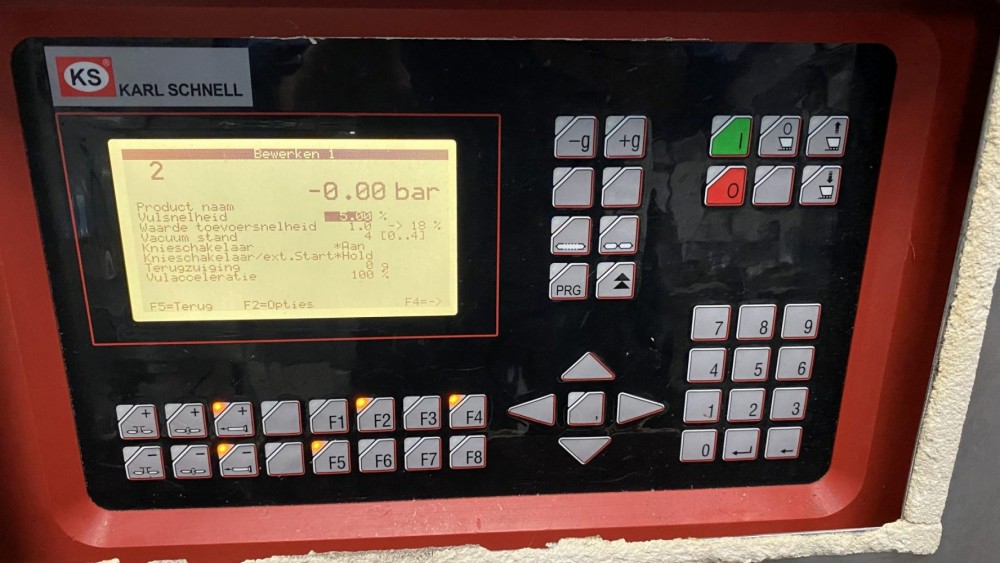 KS®
KARL SCHNELL
Bewerken 1
2
-0.00 bar
Product naam
Vulsnelheid 5.00 %
Waarde toevoersnelheid 1.0 -> 18 %
Vacuum stand 4 [0..4]
Knieschakelaar *Aan
Knieschakelaar/ext.Start*Hold
Terugzuiging 0 g
Vulacceleratie 100 %
F5=Terug F2=Opties F4=->
-g +g
I 0
0
PRG
7 8 9
4 5 6
1 2 3
0
+ + + F1 F2 F3 F4
- - - F5 F6 F7 F8